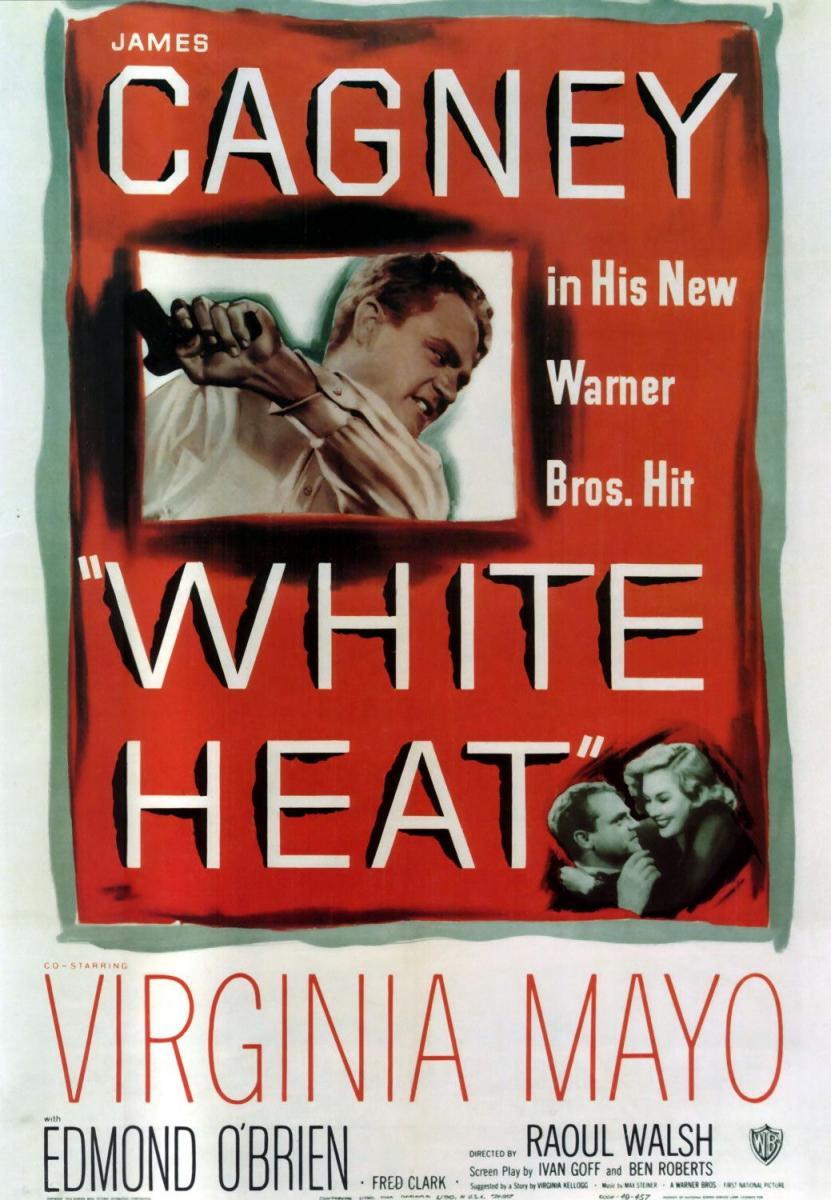 JAMES
CAGNEY
in His New
Warner
Bros. Hit
"WHITE
HEAT"
CO-STARRING
VIRGINIA MAYO
with
EDMOND O'BRIEN · FRED CLARK ·
DIRECTED BY RAOUL WALSH
Screen Play by IVAN GOFF AND BEN ROBERTS
Suggested by a Story by VIRGINIA KELLOGG · Music by MAX STEINER · A WARNER BROS. FIRST NATIONAL PICTURE
WB